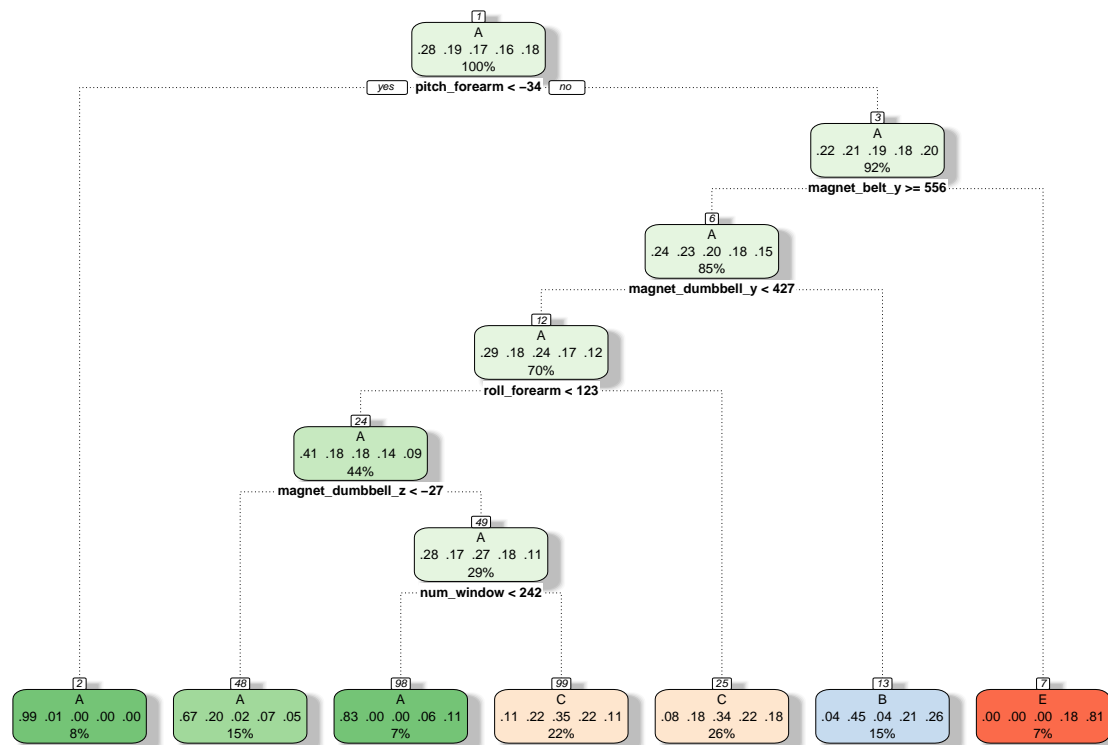 1
A
.28 .19 .17 .16 .18
100%
yes pitch_forearm < −34 no
3
A
.22 .21 .19 .18 .20
92%
magnet_belt_y >= 556
6
A
.24 .23 .20 .18 .15
85%
magnet_dumbbell_y < 427
12
A
.29 .18 .24 .17 .12
70%
roll_forearm < 123
24
A
.41 .18 .18 .14 .09
44%
magnet_dumbbell_z < −27
49
A
.28 .17 .27 .18 .11
29%
num_window < 242
2
A
.99 .01 .00 .00 .00
8%
48
A
.67 .20 .02 .07 .05
15%
98
A
.83 .00 .00 .06 .11
7%
99
C
.11 .22 .35 .22 .11
22%
25
C
.08 .18 .34 .22 .18
26%
13
B
.04 .45 .04 .21 .26
15%
7
E
.00 .00 .00 .18 .81
7%